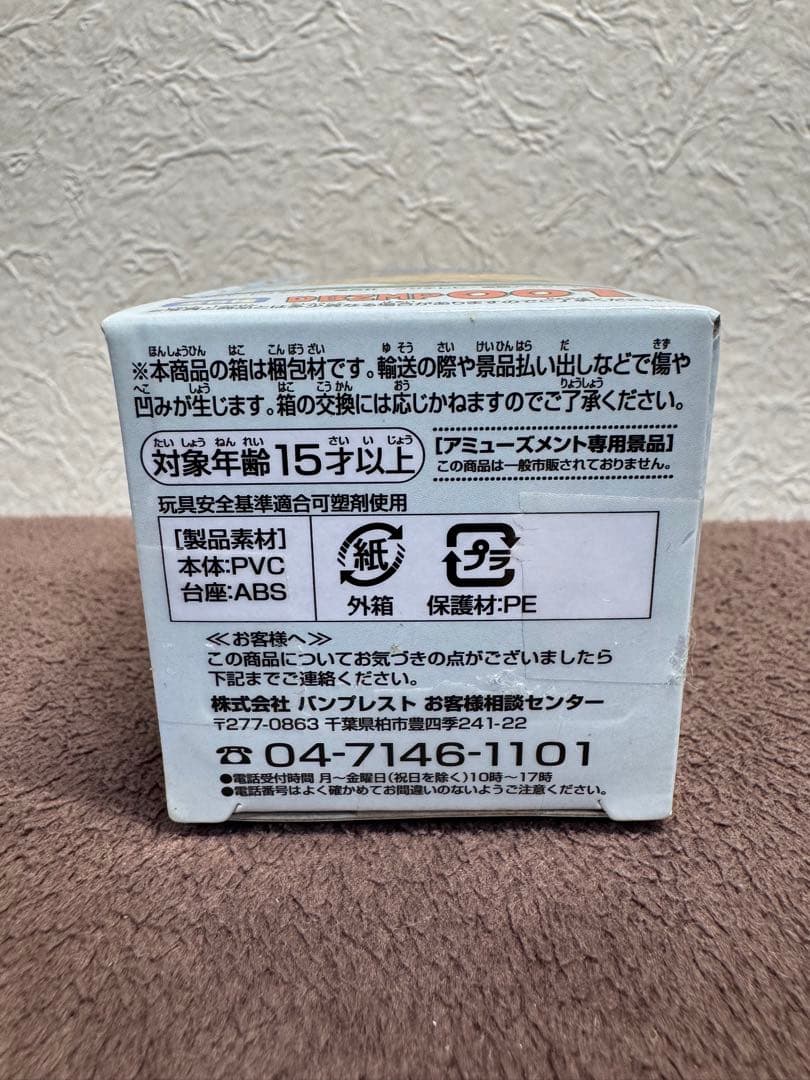 DBZMP001
※本商品の箱は梱包材です。輸送の際や景品払い出しなどで傷や
凹みが生じます。箱の交換には応じかねますのでご了承ください。
対象年齢15才以上
[アミューズメント専用景品]
この商品は一般市販されておりません。
玩具安全基準適合可塑剤使用
[製品素材]
本体:PVC
台座:ABS
紙
外箱
プラ
保護材:PE
≪お客様へ≫
この商品についてお気づきの点がございましたら
下記までご連絡ください。
株式会社 バンプレスト お客様相談センター
〒277-0863 千葉県柏市豊四季241-22
☎04-7146-1101
●電話受付時間 月〜金曜日(祝日を除く)10時〜17時
●電話番号はよく確かめてお間違いのないようご注意ください。